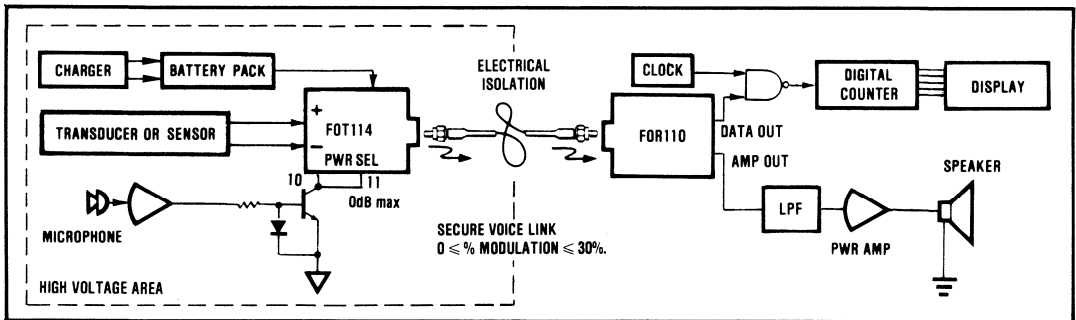 CHARGER
BATTERY PACK
TRANSDUCER OR SENSOR
+
−
FOT114
PWR SEL
10
11
0dB max
MICROPHONE
HIGH VOLTAGE AREA
ELECTRICAL
ISOLATION
SECURE VOICE LINK
0 ≤ % MODULATION ≤ 30%.
CLOCK
FOR110
DATA OUT
AMP OUT
DIGITAL
COUNTER
DISPLAY
LPF
PWR AMP
SPEAKER